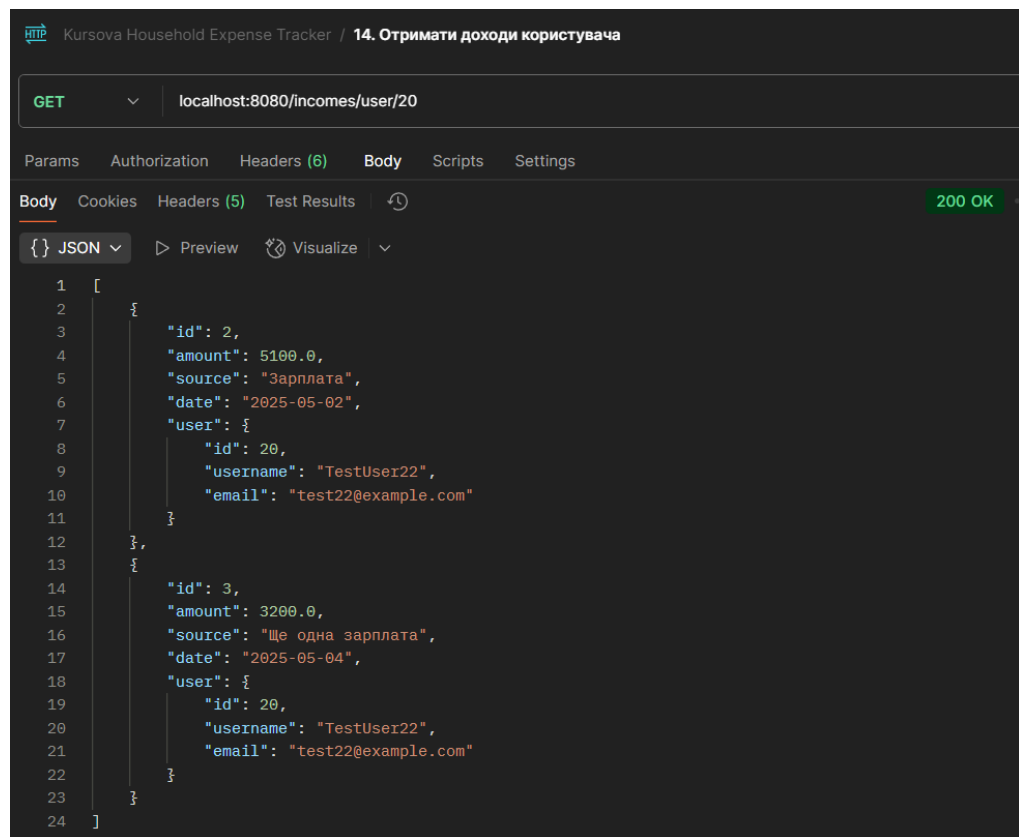 HTTP Kursova Household Expense Tracker / 14. Отримати доходи користувача
GET localhost:8080/incomes/user/20
Params Authorization Headers (6) Body Scripts Settings
Body Cookies Headers (5) Test Results 200 OK
{} JSON Preview Visualize
1 [
2 {
3 "id": 2,
4 "amount": 5100.0,
5 "source": "Зарплата",
6 "date": "2025-05-02",
7 "user": {
8 "id": 20,
9 "username": "TestUser22",
10 "email": "test22@example.com"
11 }
12 },
13 {
14 "id": 3,
15 "amount": 3200.0,
16 "source": "Ще одна зарплата",
17 "date": "2025-05-04",
18 "user": {
19 "id": 20,
20 "username": "TestUser22",
21 "email": "test22@example.com"
22 }
23 }
24 ]